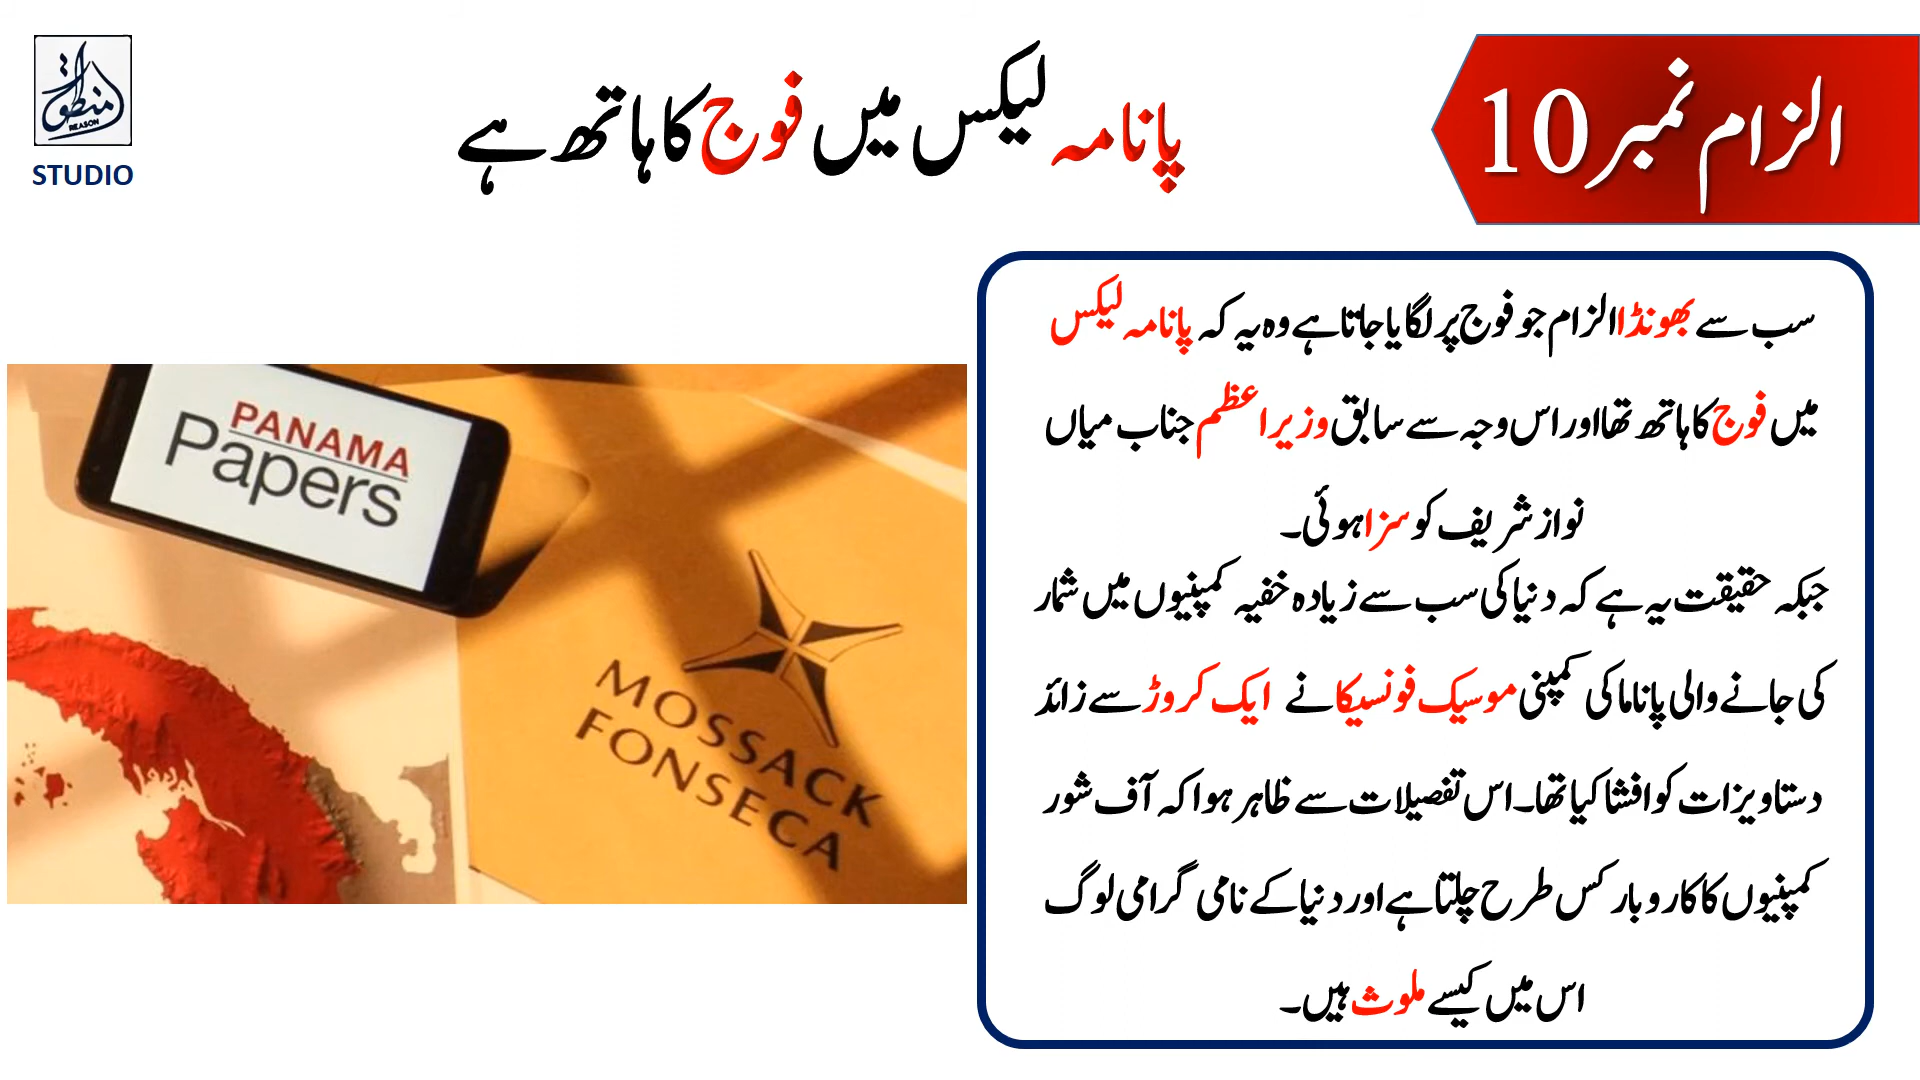 منطق
REASON
STUDIO
پانامہ لیکس میں فوج کا ہاتھ ہے
الزام نمبر 10
سب سے بھونڈا الزام جو فوج پر لگایا جاتا ہے وہ یہ کہ پانامہ لیکس
میں فوج کا ہاتھ تھا اور اس وجہ سے سابق وزیراعظم جناب میاں
نواز شریف کو سزا ہوئی۔
جبکہ حقیقت یہ ہے کہ دنیا کی سب سے زیادہ خفیہ کمپنیوں میں شمار
کی جانے والی پاناما کی کمپنی موسیک فونسیکا نے ایک کروڑ سے زائد
دستاویزات کو افشا کیا تھا۔ اس تفصیلات سے ظاہر ہوا کہ آف شور
کمپنیوں کا کاروبار کس طرح چلتا ہے اور دنیا کے نامی گرامی لوگ
اس میں کیسے ملوث ہیں۔
PANAMA
Papers
MOSSACK
FONSECA